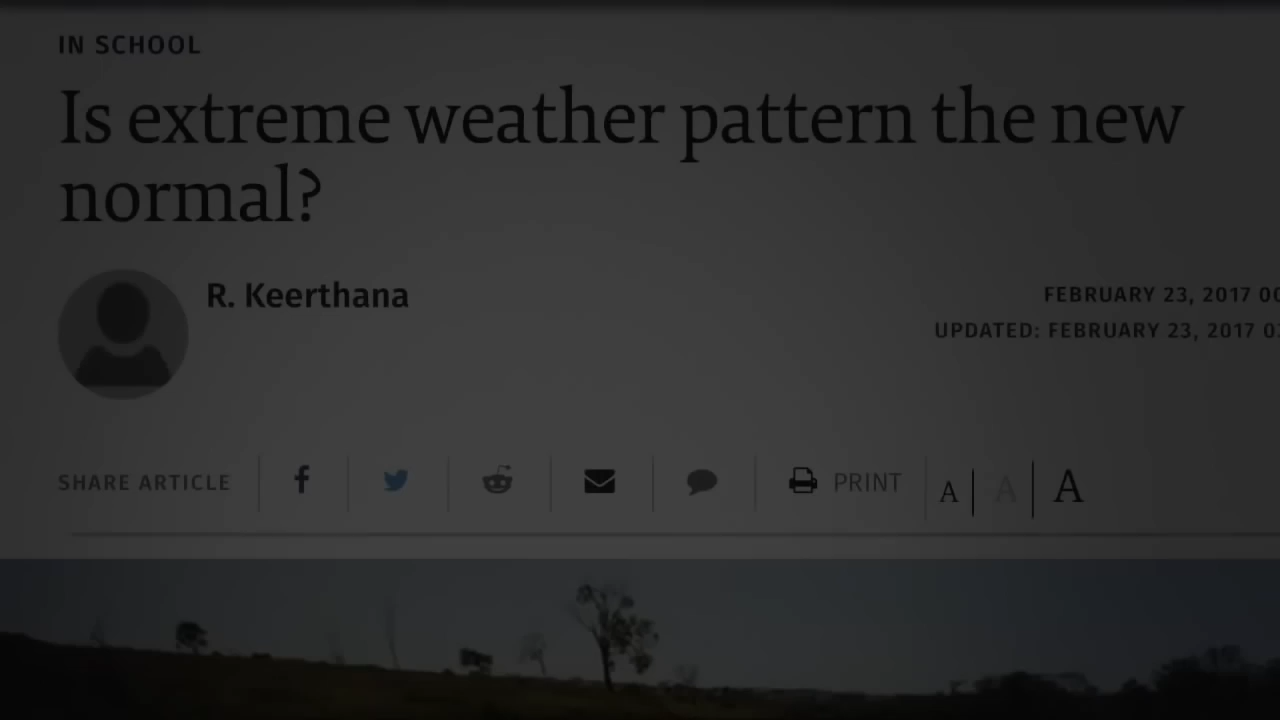 IN SCHOOL
Is extreme weather pattern the new
normal?
R. Keerthana
FEBRUARY 23, 2017
UPDATED: FEBRUARY 23, 2017
SHARE ARTICLE PRINT A A A